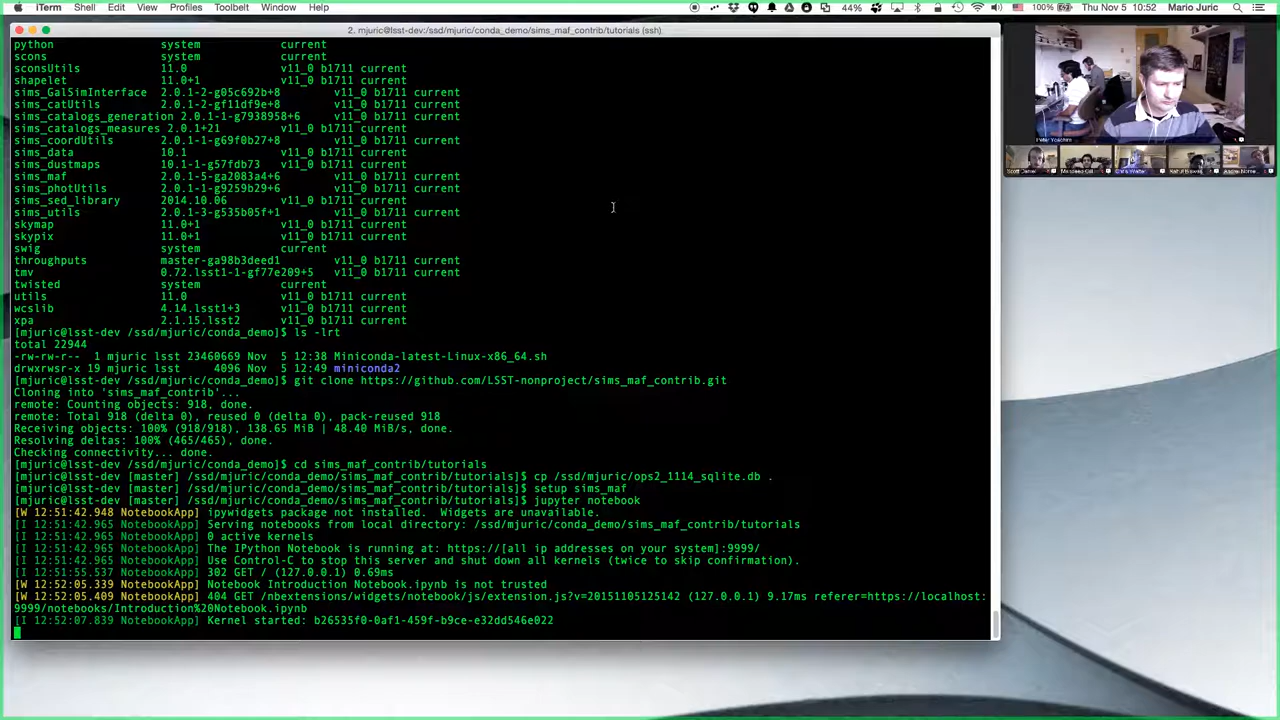 iTerm Shell Edit View Profiles Toolbelt Window Help 44% 100% Thu Nov 5 10:52 Mario Juric
2. mjuric@lsst-dev:/ssd/mjuric/conda_demo/sims_maf_contrib/tutorials (ssh)
python system current
scons system current
sconsUtils 11.0 v11_0 b1711 current
shapelet 11.0+1 v11_0 b1711 current
sims_GalSimInterface 2.0.1-2-g05c692b+8 v11_0 b1711 current
sims_catUtils 2.0.1-2-gf11df9e+8 v11_0 b1711 current
sims_catalogs_generation 2.0.1-1-g7938958+6 v11_0 b1711 current
sims_catalogs_measures 2.0.1+21 v11_0 b1711 current
sims_coordUtils 2.0.1-1-g69f0b27+8 v11_0 b1711 current
sims_data 10.1 v11_0 b1711 current
sims_dustmaps 10.1-1-g57fdb73 v11_0 b1711 current
sims_maf 2.0.1-5-ga2083a4+6 v11_0 b1711 current
sims_photUtils 2.0.1-4-g9259b29+6 v11_0 b1711 current
sims_sed_library 2014.10.06 v11_0 b1711 current
sims_utils 2.0.1-3-g535b05f+1 v11_0 b1711 current
skymap 11.0+1 v11_0 b1711 current
skypix 11.0+1 v11_0 b1711 current
swig system current
throughputs master-ga98b3deed1 v11_0 b1711 current
tmv 0.72.lsst1-1-gf77e209+5 v11_0 b1711 current
twisted system current
utils 11.0 v11_0 b1711 current
wcslib 4.14.lsst1+3 v11_0 b1711 current
xpa 2.1.15.lsst2 v11_0 b1711 current
[mjuric@lsst-dev /ssd/mjuric/conda_demo]$ ls -lrt
total 22944
-rw-rw-r-- 1 mjuric lsst 23460669 Nov 5 12:38 Miniconda-latest-Linux-x86_64.sh
drwxrwsr-x 19 mjuric lsst 4096 Nov 5 12:49 miniconda2
[mjuric@lsst-dev /ssd/mjuric/conda_demo]$ git clone https://github.com/LSST-nonproject/sims_maf_contrib.git
Cloning into 'sims_maf_contrib'...
remote: Counting objects: 918, done.
remote: Total 918 (delta 0), reused 0 (delta 0), pack-reused 918
Receiving objects: 100% (918/918), 138.65 MiB | 48.40 MiB/s, done.
Resolving deltas: 100% (465/465), done.
Checking connectivity... done.
[mjuric@lsst-dev /ssd/mjuric/conda_demo]$ cd sims_maf_contrib/tutorials
[mjuric@lsst-dev [master] /ssd/mjuric/conda_demo/sims_maf_contrib/tutorials]$ cp /ssd/mjuric/ops2_1114_sqlite.db .
[mjuric@lsst-dev [master] /ssd/mjuric/conda_demo/sims_maf_contrib/tutorials]$ setup sims_maf
[mjuric@lsst-dev [master] /ssd/mjuric/conda_demo/sims_maf_contrib/tutorials]$ jupyter notebook
[W 12:51:42.948 NotebookApp] ipywidgets package not installed. Widgets are unavailable.
[I 12:51:42.965 NotebookApp] Serving notebooks from local directory: /ssd/mjuric/conda_demo/sims_maf_contrib/tutorials
[I 12:51:42.965 NotebookApp] 0 active kernels
[I 12:51:42.965 NotebookApp] The IPython Notebook is running at: https://[all ip addresses on your system]:9999/
[I 12:51:42.965 NotebookApp] Use Control-C to stop this server and shut down all kernels (twice to skip confirmation).
[I 12:51:55.537 NotebookApp] 302 GET / (127.0.0.1) 0.69ms
[W 12:52:05.339 NotebookApp] Notebook Introduction Notebook.ipynb is not trusted
[W 12:52:05.409 NotebookApp] 404 GET /nbextensions/widgets/notebook/js/extension.js?v=20151105125142 (127.0.0.1) 9.17ms referer=https://localhost:
9999/notebooks/Introduction%20Notebook.ipynb
[I 12:52:07.839 NotebookApp] Kernel started: b26535f0-0af1-459f-b9ce-e32dd546e022
Peter Yoachim
Scott Daniel
Chris Walter